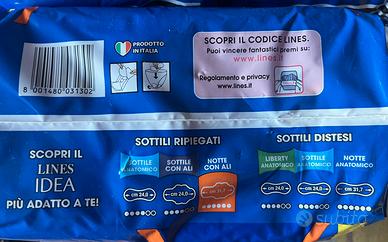 PRODOTTO
IN ITALIA
SCOPRI IL CODICE LINES.
Puoi vincere fantastici premi su:
www.lines.it
Regolamento e privacy
www.lines.it
8 001480 031302
SCOPRI IL
LINES
IDEA
PIÙ ADATTO A TE!
SOTTILI RIPIEGATI
SOTTILE
ANATOMICO
SOTTILE
CON ALI
NOTTE
CON ALI
cm 24,0
cm 24,0
cm 31,7
SOTTILI DISTESI
LIBERTY
ANATOMICO
SOTTILE
ANATOMICO
NOTTE
ANATOMICO
cm 24,0
cm 24,0
cm 31,7
subito